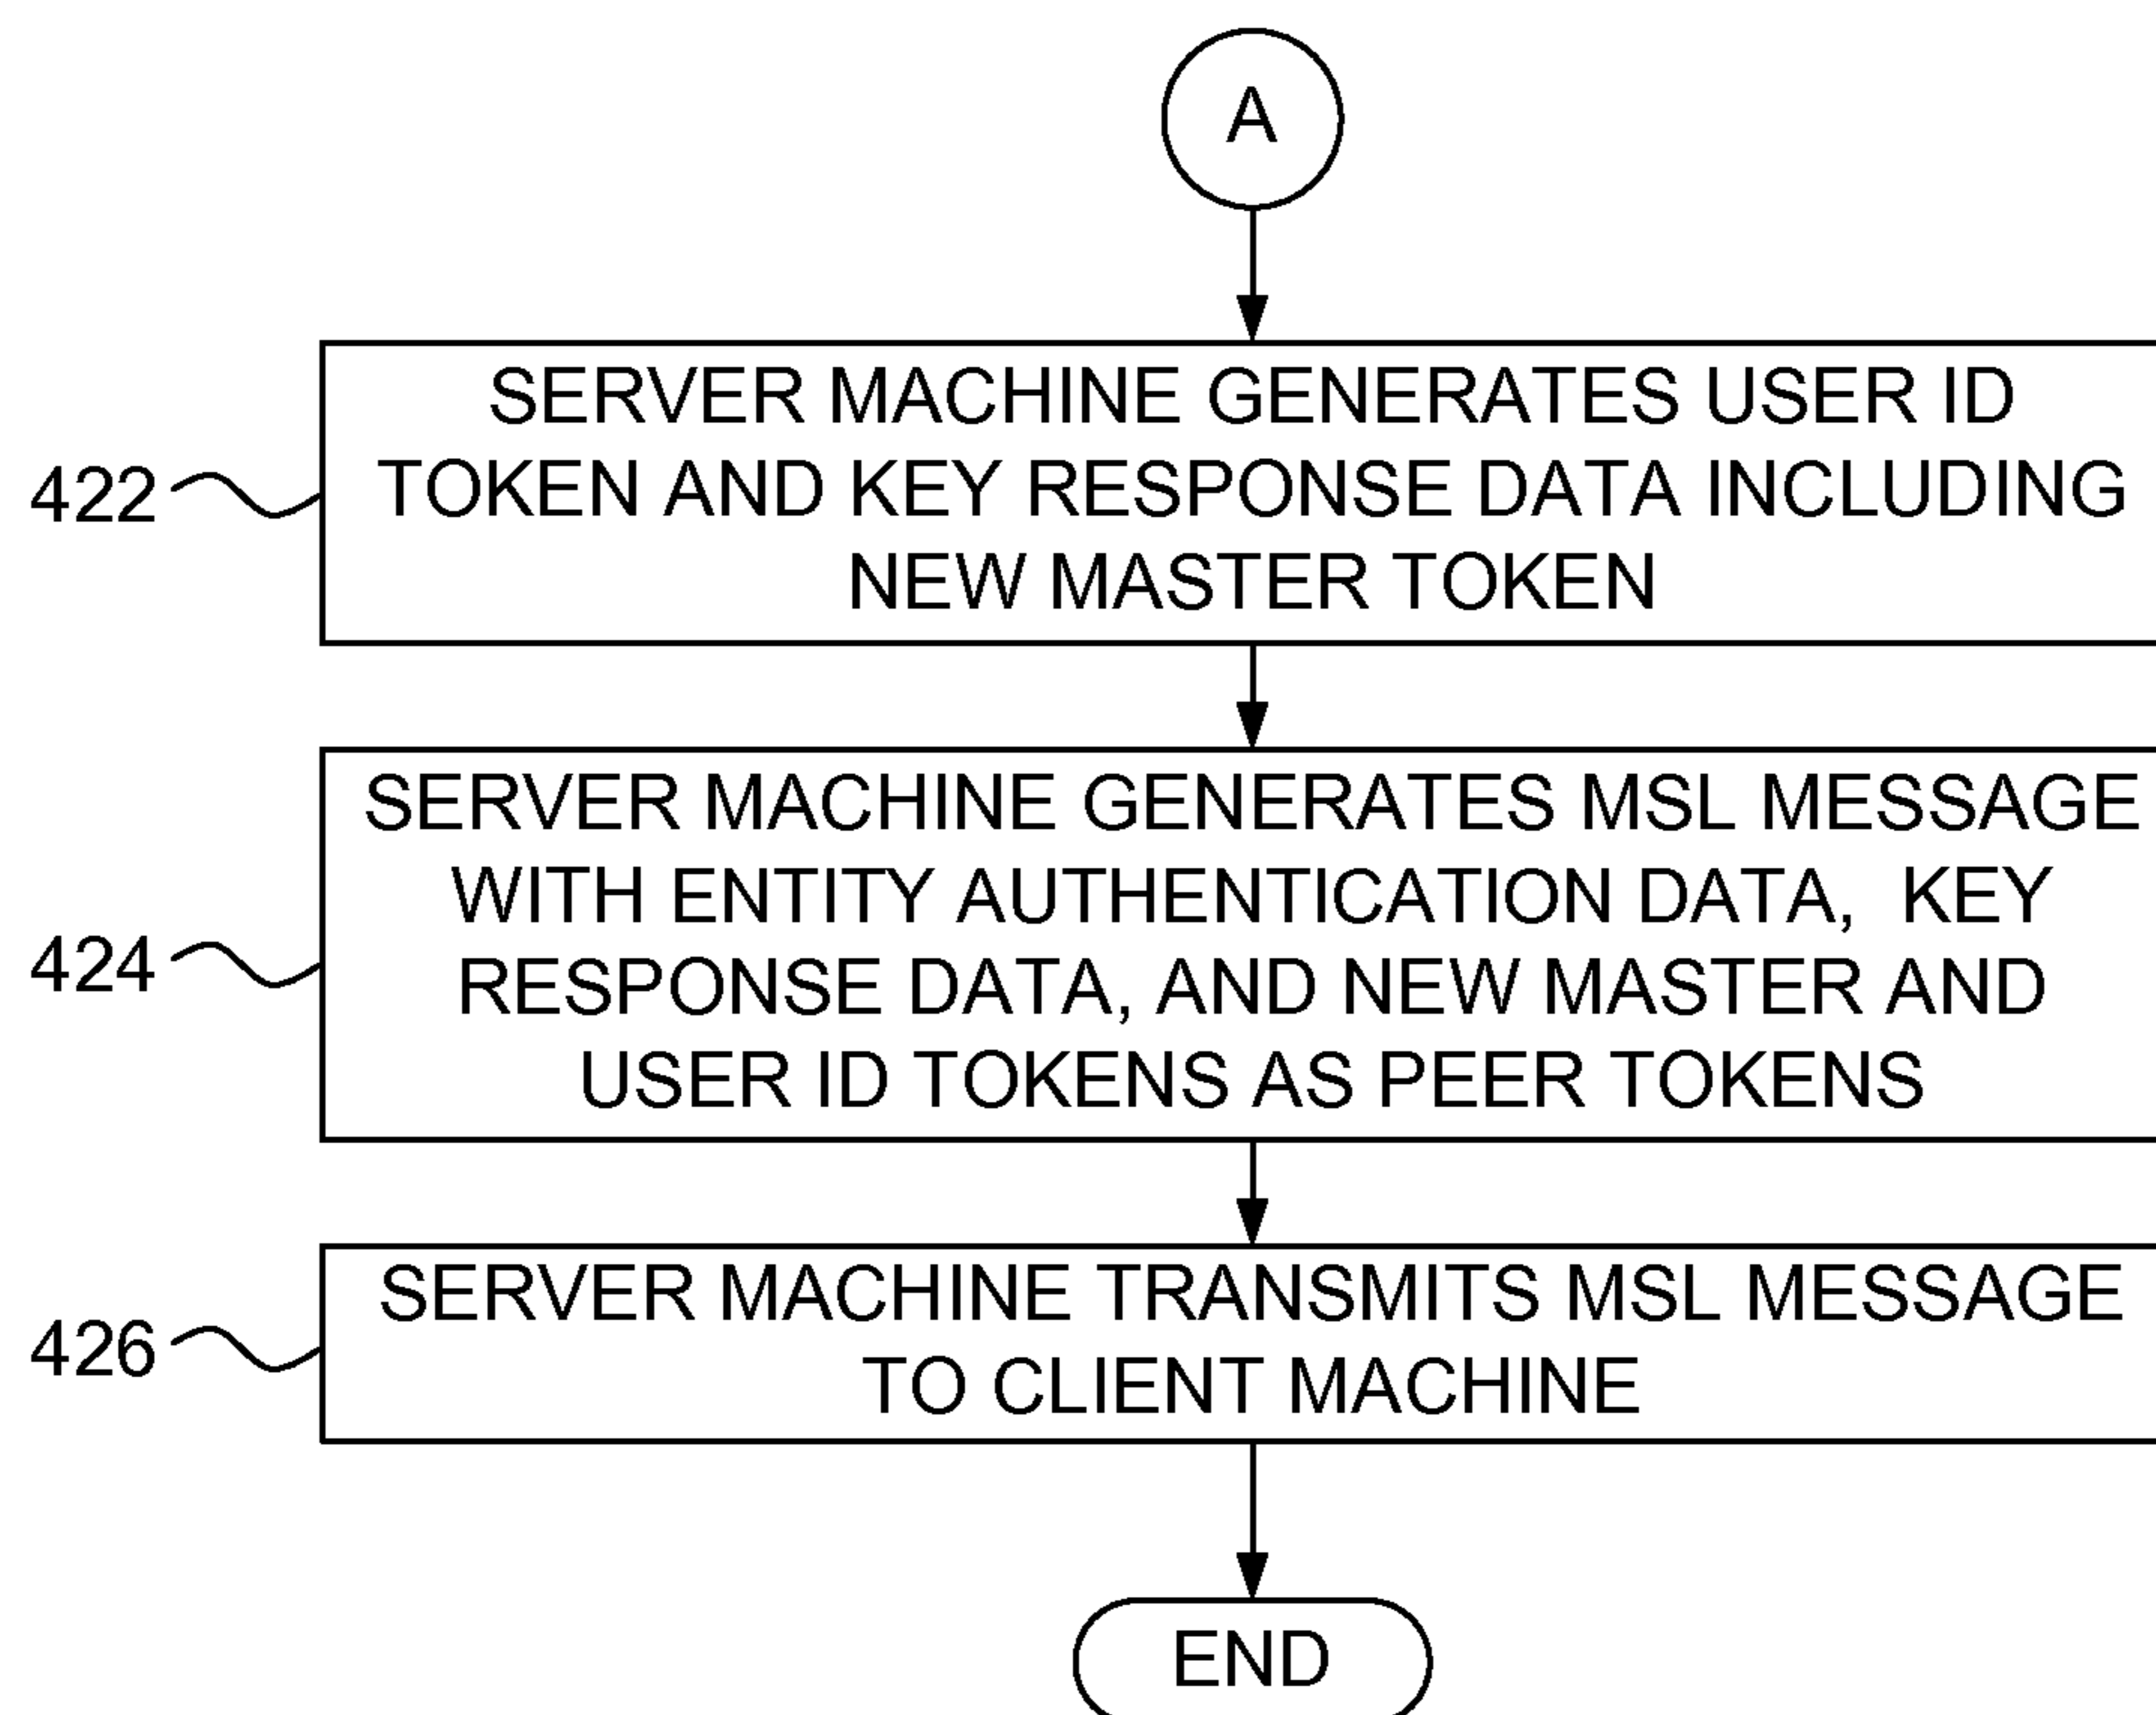 A
SERVER MACHINE GENERATES USER ID
TOKEN AND KEY RESPONSE DATA INCLUDING
NEW MASTER TOKEN
422
SERVER MACHINE GENERATES MSL MESSAGE
WITH ENTITY AUTHENTICATION DATA, KEY
RESPONSE DATA, AND NEW MASTER AND
USER ID TOKENS AS PEER TOKENS
424
SERVER MACHINE TRANSMITS MSL MESSAGE
TO CLIENT MACHINE
426
END